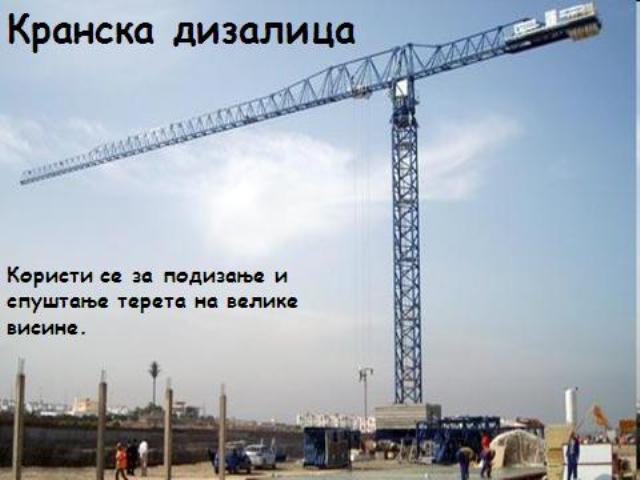 Кранска дизалица
Користи се за подизање и
спуштање терета на велике
висине.